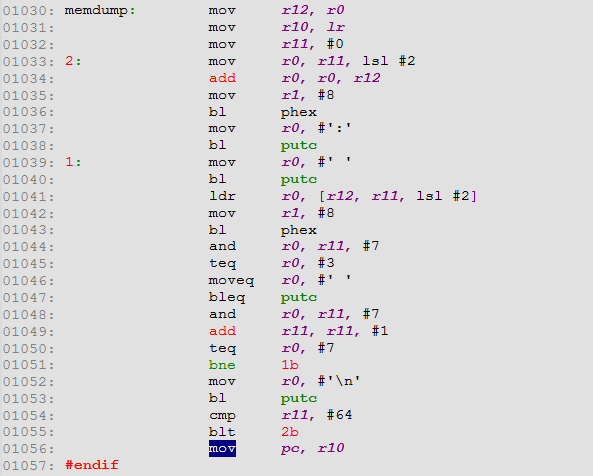 01030: memdump: mov r12, r0
01031: mov r10, lr
01032: mov r11, #0
01033: 2: mov r0, r11, lsl #2
01034: add r0, r0, r12
01035: mov r1, #8
01036: bl phex
01037: mov r0, #':'
01038: bl putc
01039: 1: mov r0, #' '
01040: bl putc
01041: ldr r0, [r12, r11, lsl #2]
01042: mov r1, #8
01043: bl phex
01044: and r0, r11, #7
01045: teq r0, #3
01046: moveq r0, #' '
01047: bleq putc
01048: and r0, r11, #7
01049: add r11, r11, #1
01050: teq r0, #7
01051: bne 1b
01052: mov r0, #'\n'
01053: bl putc
01054: cmp r11, #64
01055: blt 2b
01056: mov pc, r10
01057: #endif